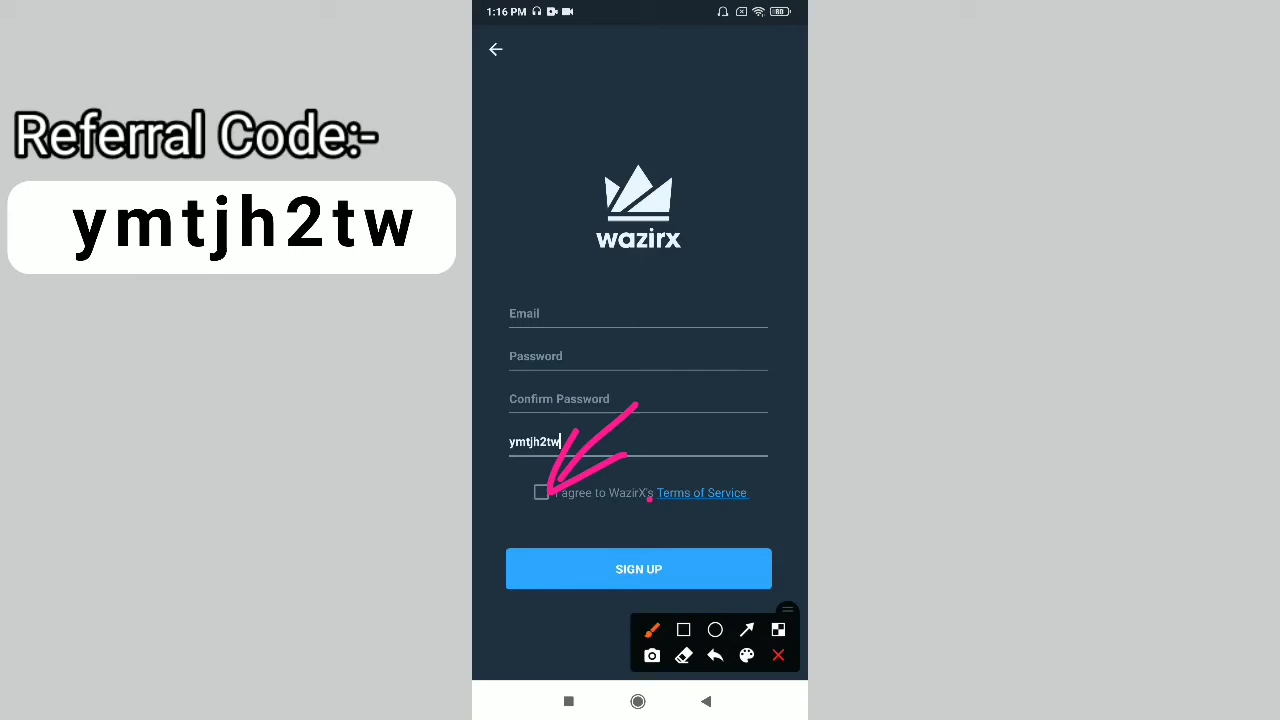 1:16 PM
80
Referral Code:-
ymtjh2tw
wazirx
Email
Password
Confirm Password
ymtjh2tw
I agree to WazirX's Terms of Service
SIGN UP